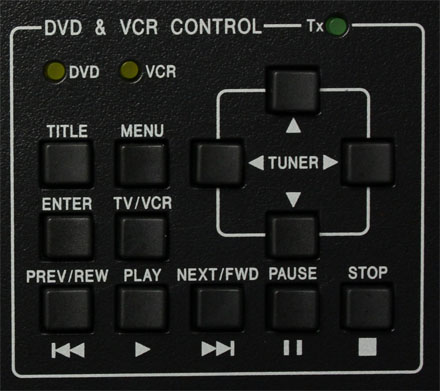 DVD & VCR CONTROL Tx
DVD VCR
TITLE MENU
TUNER
ENTER TV/VCR
PREV/REW PLAY NEXT/FWD PAUSE STOP